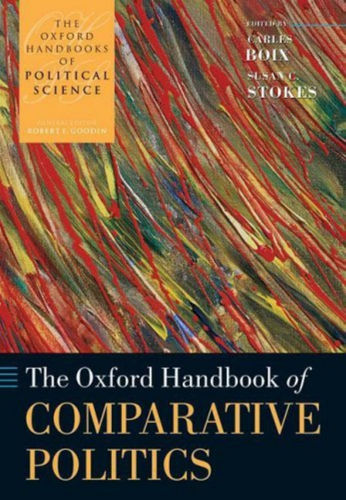 THE
OXFORD
HANDBOOKS
OF
POLITICAL
SCIENCE
GENERAL EDITOR
ROBERT E. GOODIN
EDITED BY
CARLES
BOIX
SUSAN C.
STOKES
The Oxford Handbook of
COMPARATIVE
POLITICS